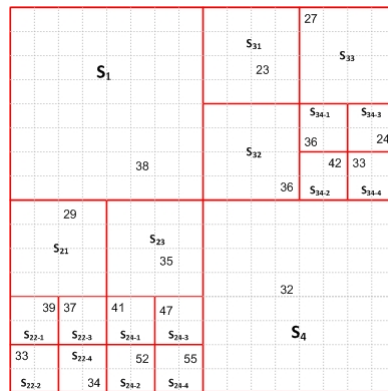 27
S31
S33
S1
23
S34-1
S34-3
36
24
S32
38
42
33
36
S34-2
S34-4
29
S21
S23
35
32
39
37
41
47
S22-1
S22-3
S24-1
S24-3
S4
33
S22-4
52
55
S22-2
34
S24-2
S24-4